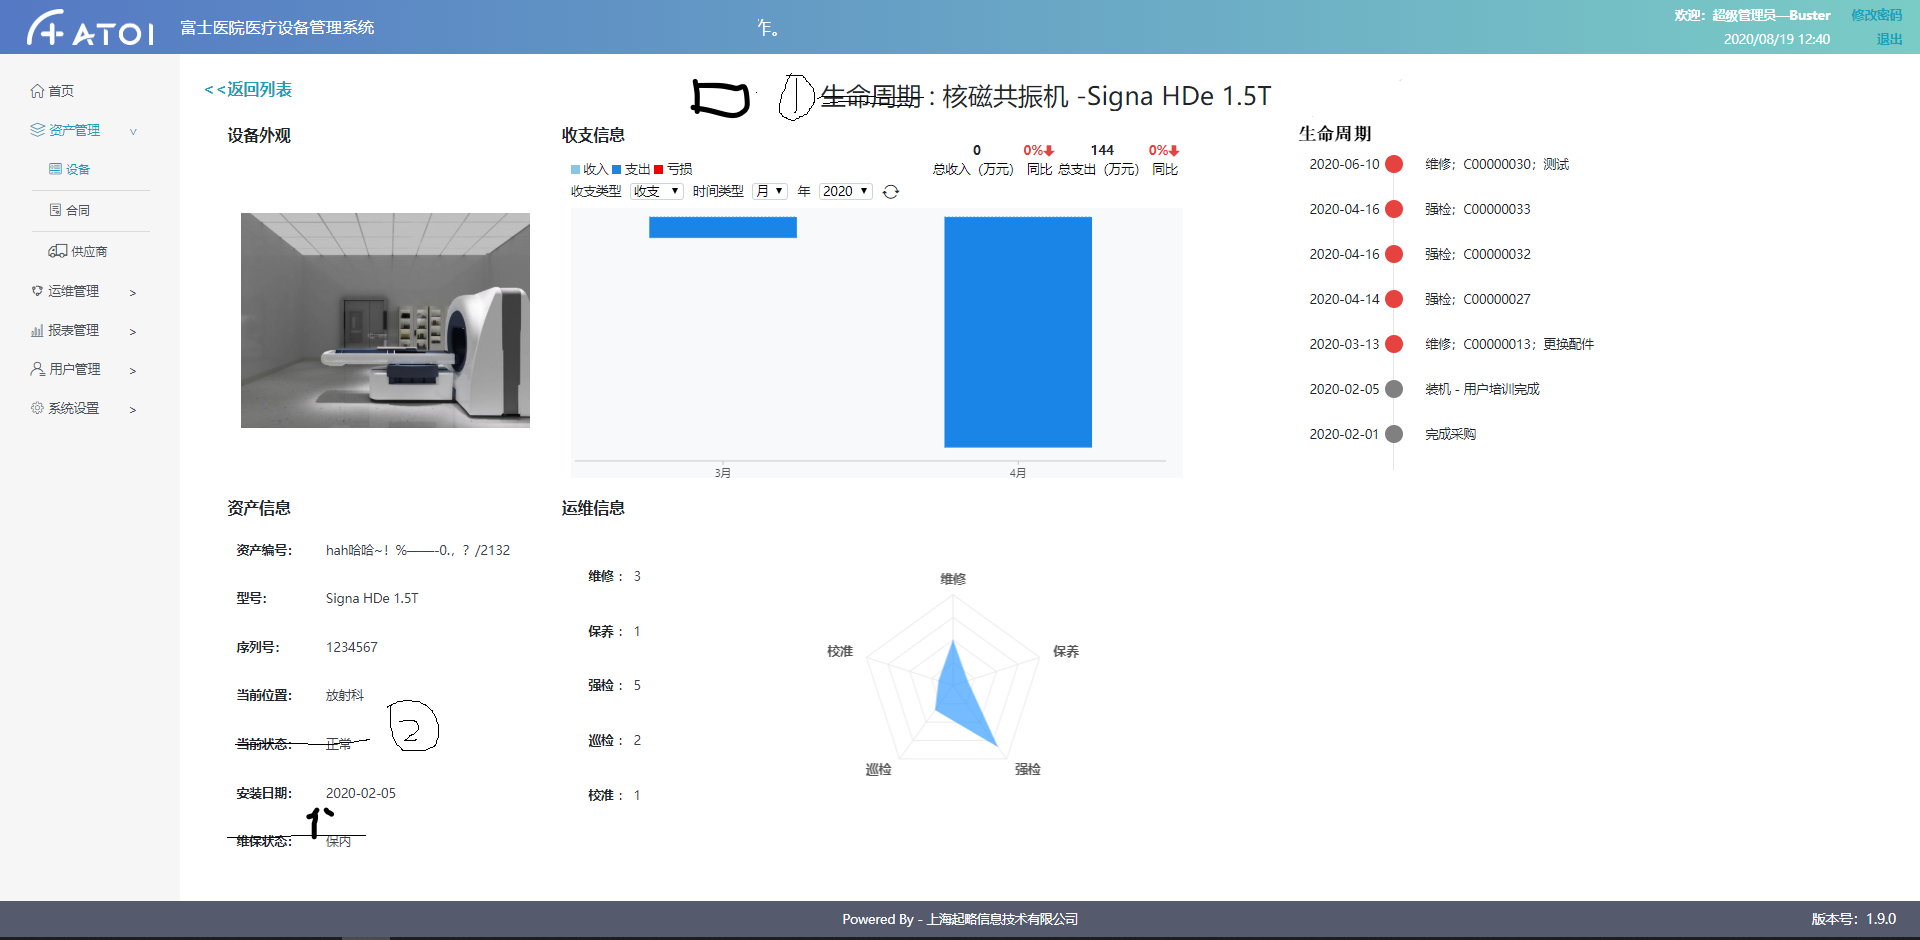 ATOI 富士医院医疗设备管理系统
乍。
欢迎：超级管理员—Buster 修改密码
2020/08/19 12:40 退出
首页
资产管理
设备
合同
供应商
运维管理 >
报表管理 >
用户管理 >
系统设置 >
<<返回列表
① 生命周期 : 核磁共振机 -Signa HDe 1.5T
设备外观
收支信息
收入 支出 亏损
0 0% 144 0%
总收入（万元） 同比 总支出（万元） 同比
收支类型 收支 时间类型 月 年 2020
3月 4月
生命周期
2020-06-10 维修；C00000030；测试
2020-04-16 强检；C00000033
2020-04-16 强检；C00000032
2020-04-14 强检；C00000027
2020-03-13 维修；C00000013；更换配件
2020-02-05 装机 - 用户培训完成
2020-02-01 完成采购
资产信息
资产编号： hah哈哈~！%——-0.，？/2132
型号： Signa HDe 1.5T
序列号： 1234567
当前位置： 放射科
②
当前状态： 正常
安装日期： 2020-02-05
维保状态： 保内
运维信息
维修： 3
保养： 1
强检： 5
巡检： 2
校准： 1
维修
校准 保养
巡检 强检
Powered By - 上海起略信息技术有限公司
版本号：1.9.0